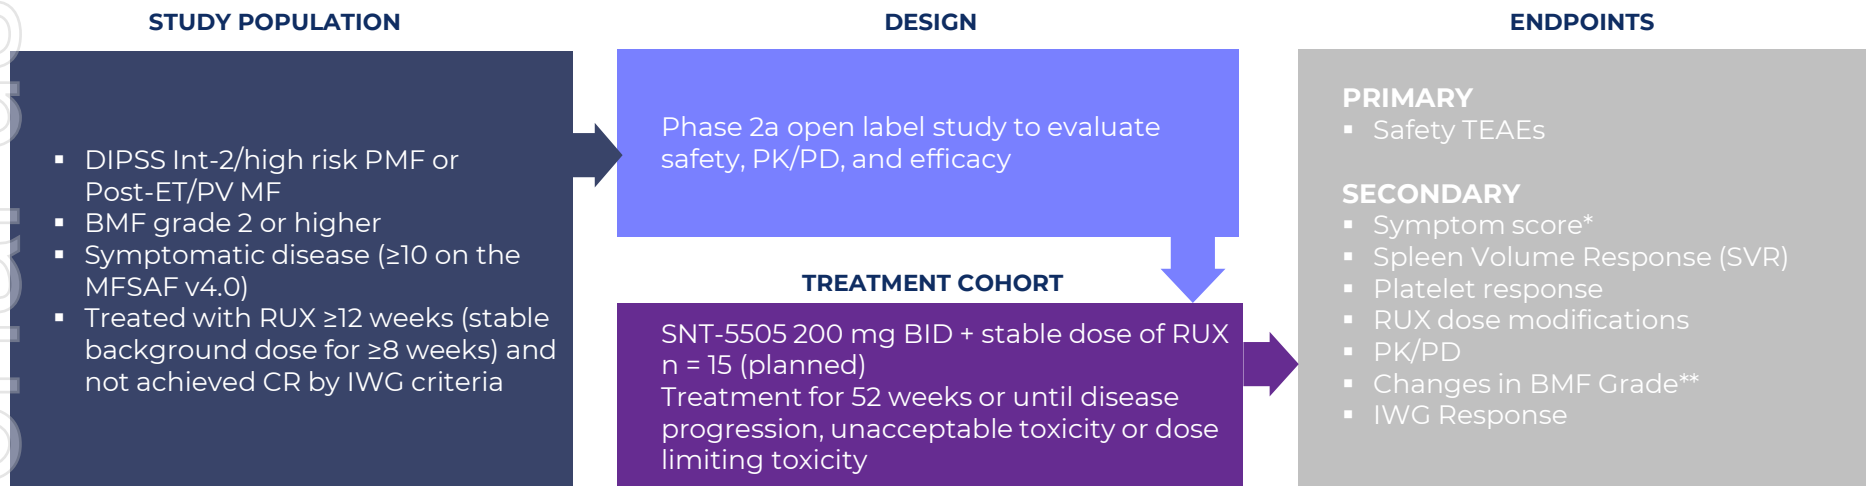 STUDY POPULATION
▪ DIPSS Int-2/high risk PMF or
Post-ET/PV MF
▪ BMF grade 2 or higher
▪ Symptomatic disease (≥10 on the
MFSAF v4.0)
▪ Treated with RUX ≥12 weeks (stable
background dose for ≥8 weeks) and
not achieved CR by IWG criteria
DESIGN
Phase 2a open label study to evaluate
safety, PK/PD, and efficacy
TREATMENT COHORT
SNT-5505 200 mg BID + stable dose of RUX
n = 15 (planned)
Treatment for 52 weeks or until disease
progression, unacceptable toxicity or dose
limiting toxicity
ENDPOINTS
PRIMARY
▪ Safety TEAEs
SECONDARY
▪ Symptom score*
▪ Spleen Volume Response (SVR)
▪ Platelet response
▪ RUX dose modifications
▪ PK/PD
▪ Changes in BMF Grade**
▪ IWG Response